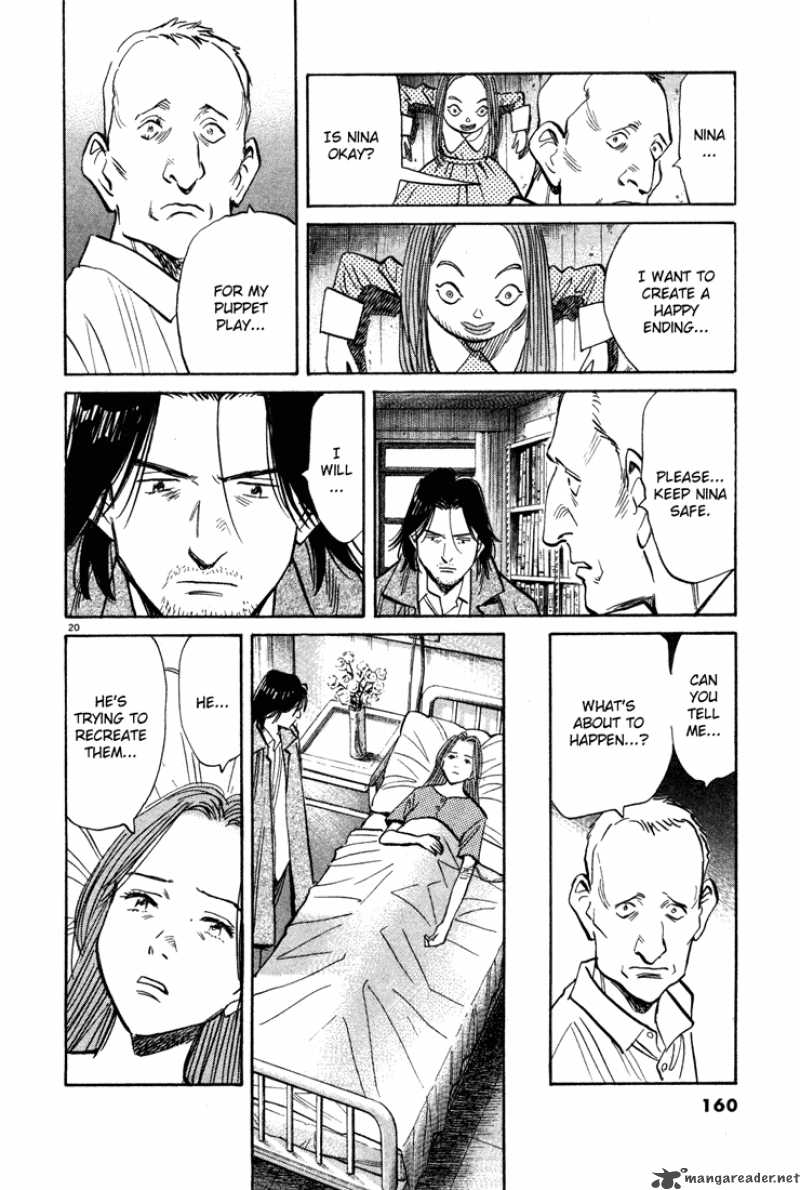 NINA
...
IS NINA
OKAY?
FOR MY
PUPPET
PLAY...
I WANT TO
CREATE A
HAPPY
ENDING...
PLEASE...
KEEP NINA
SAFE.
I
WILL
...
20
CAN
YOU
TELL
ME...
WHAT'S
ABOUT TO
HAPPEN...?
HE...
HE'S
TRYING TO
RECREATE
THEM...
160
mangareader.net